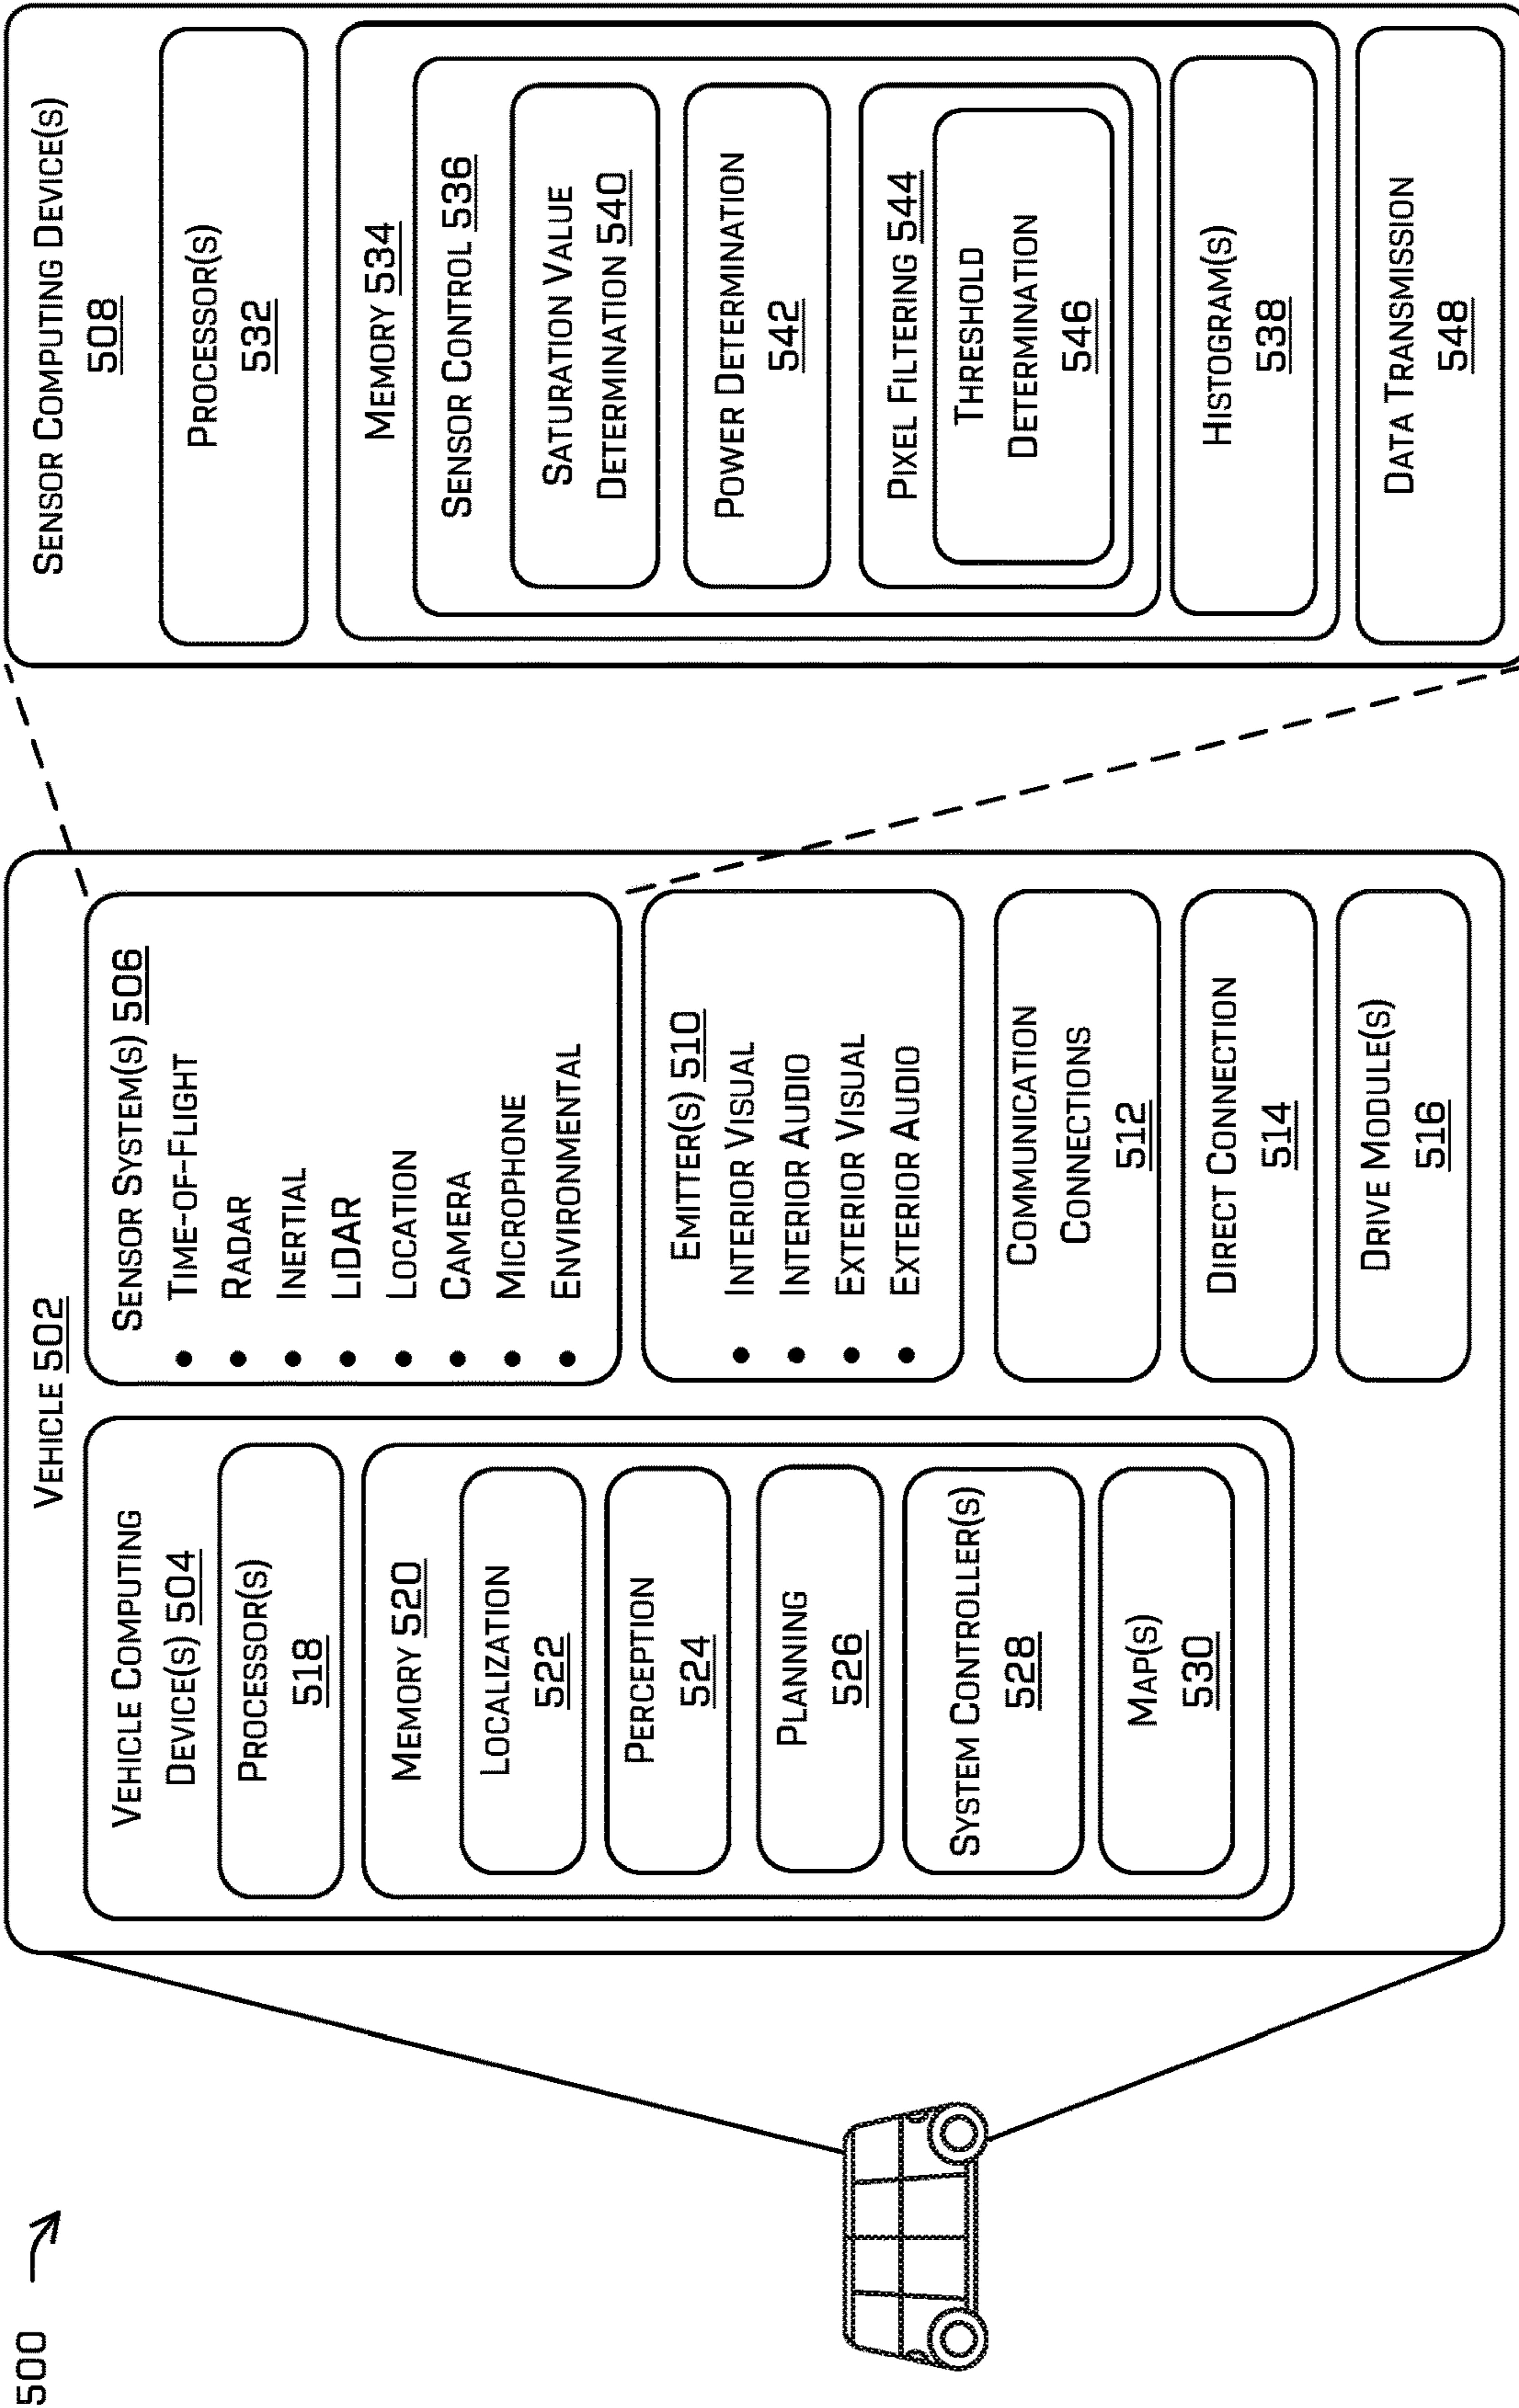 500
VEHICLE 502
VEHICLE COMPUTING
DEVICE(S) 504
PROCESSOR(S)
518
MEMORY 520
LOCALIZATION
522
PERCEPTION
524
PLANNING
526
SYSTEM CONTROLLER(S)
528
MAP(S)
530
SENSOR SYSTEM(S) 506
• TIME-OF-FLIGHT
• RADAR
• INERTIAL
• LIDAR
• LOCATION
• CAMERA
• MICROPHONE
• ENVIRONMENTAL
EMITTER(S) 510
• INTERIOR VISUAL
• INTERIOR AUDIO
• EXTERIOR VISUAL
• EXTERIOR AUDIO
COMMUNICATION
CONNECTIONS
512
DIRECT CONNECTION
514
DRIVE MODULE(S)
516
SENSOR COMPUTING DEVICE(S)
508
PROCESSOR(S)
532
MEMORY 534
SENSOR CONTROL 536
SATURATION VALUE
DETERMINATION 540
POWER DETERMINATION
542
PIXEL FILTERING 544
THRESHOLD
DETERMINATION
546
HISTOGRAM(S)
538
DATA TRANSMISSION
548